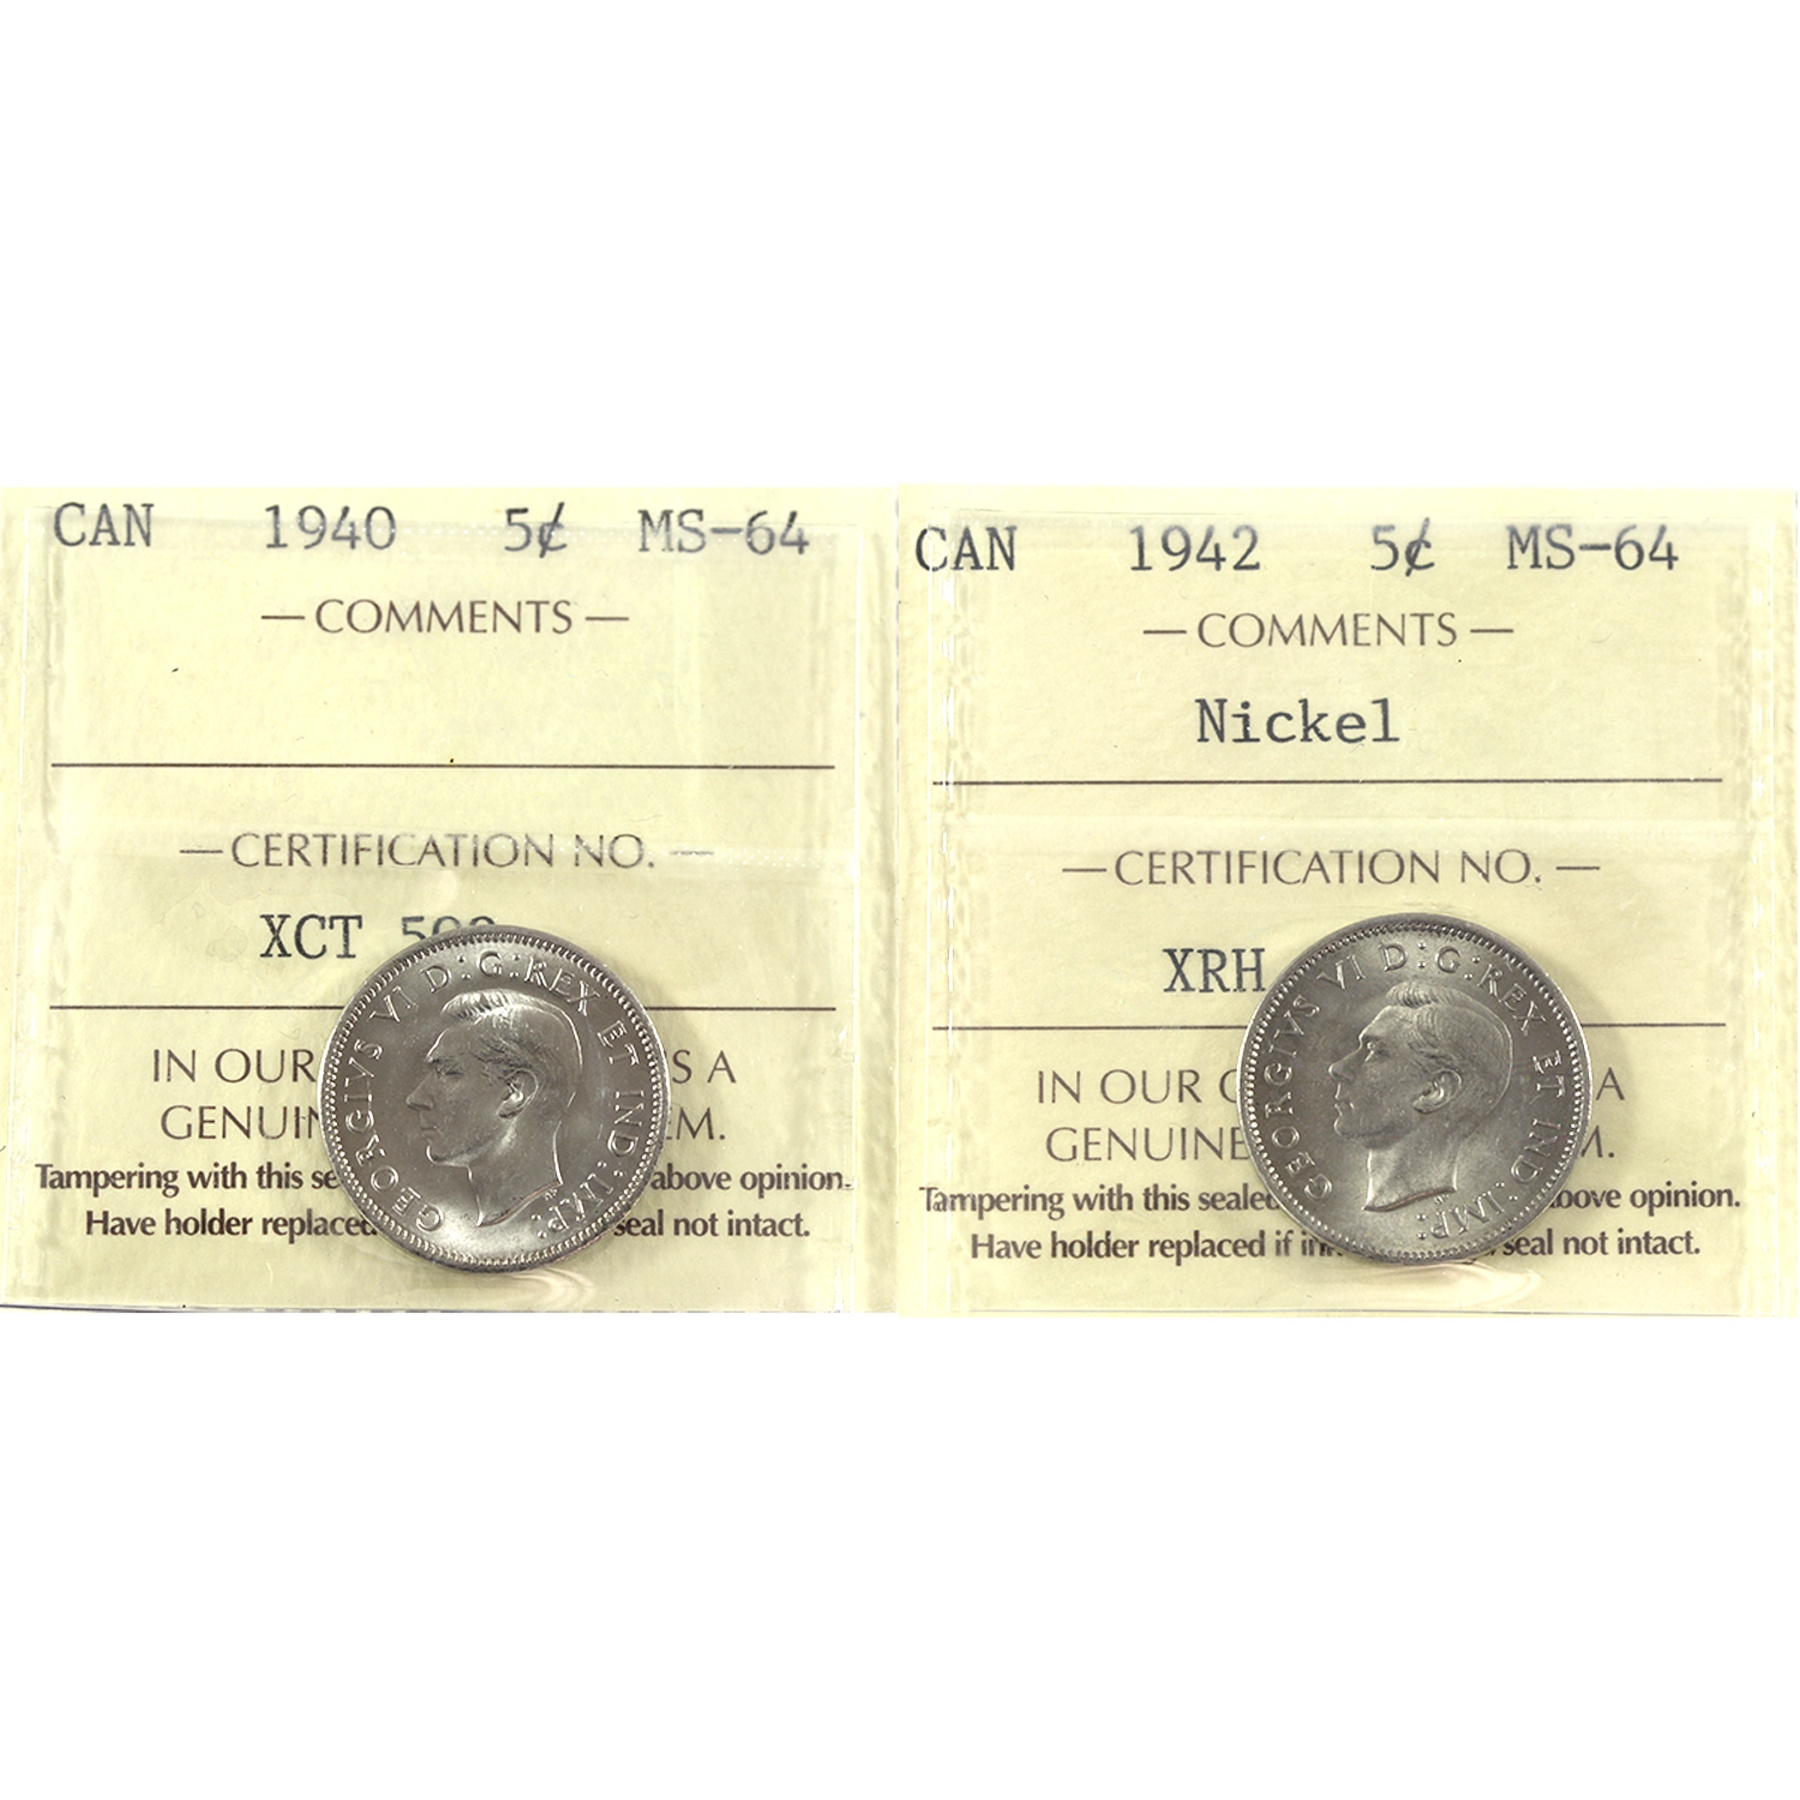 CAN 1940 5¢ MS-64
— COMMENTS —
— CERTIFICATION NO. —
XCT
IN OUR S A
GENUIN EM.
Tampering with this se above opinion.
Have holder replaced seal not intact.
GEORGIVS VI D:G:REX ET IND:IMP:
CAN 1942 5¢ MS-64
— COMMENTS —
Nickel
— CERTIFICATION NO. —
XRH
IN OUR A
GENUINE M.
Tampering with this sealed above opinion.
Have holder replaced if seal not intact.
GEORGIVS VI D:G:REX ET IND:IMP: